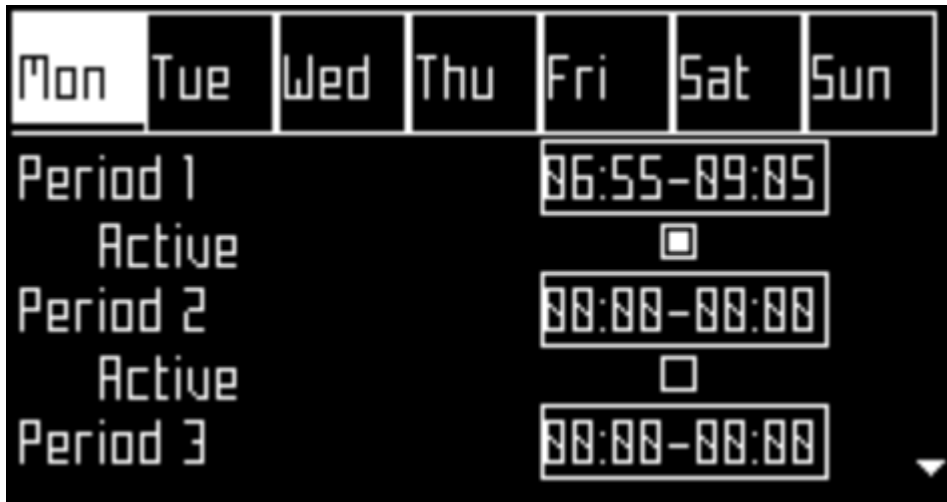 Mon Tue Wed Thu Fri Sat Sun
Period 1 06:55-09:05
Active
Period 2 00:00-00:00
Active
Period 3 00:00-00:00